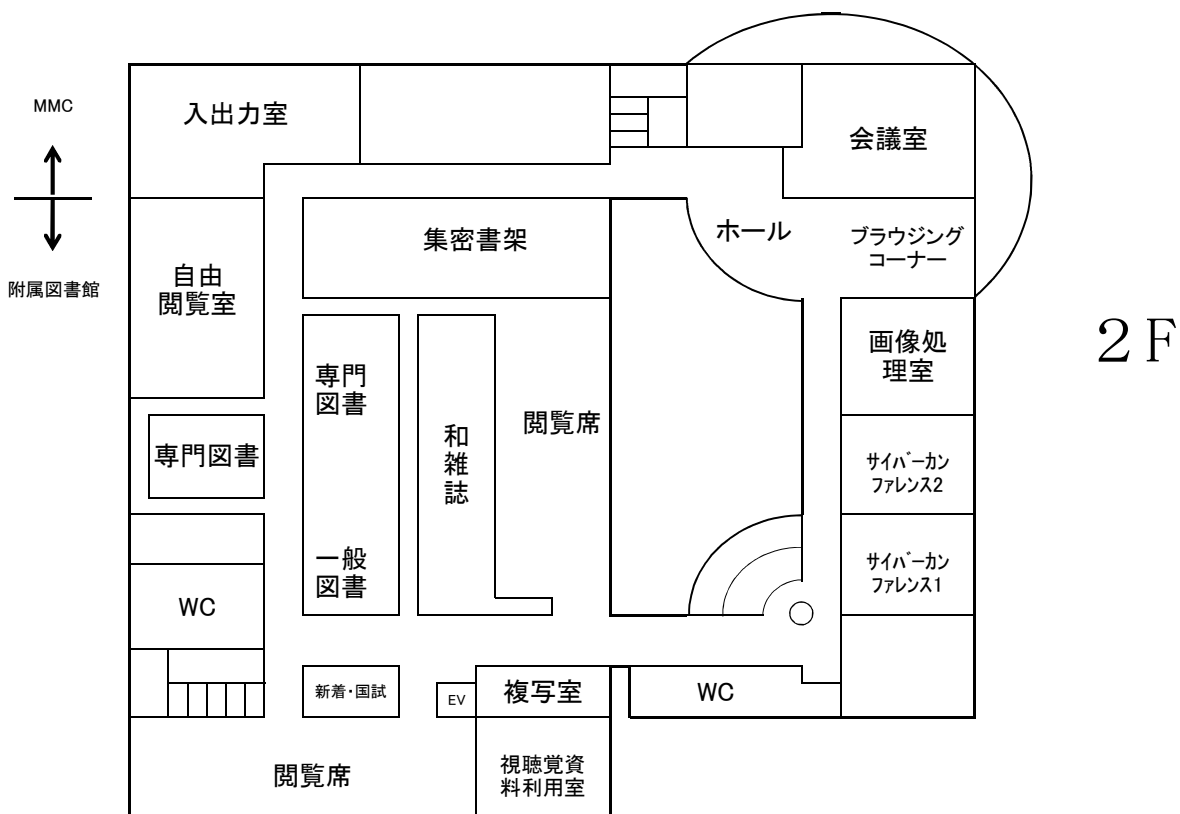 MMC
附属図書館
入出力室
会議室
集密書架
ホール
ブラウジング
コーナー
自由
閲覧室
2F
画像処
理室
専門
図書
閲覧席
和
雑
誌
専門図書
サイバーカン
ファレンス2
一般
図書
サイバーカン
ファレンス1
WC
新着・国試
EV
複写室
WC
閲覧席
視聴覚資
料利用室